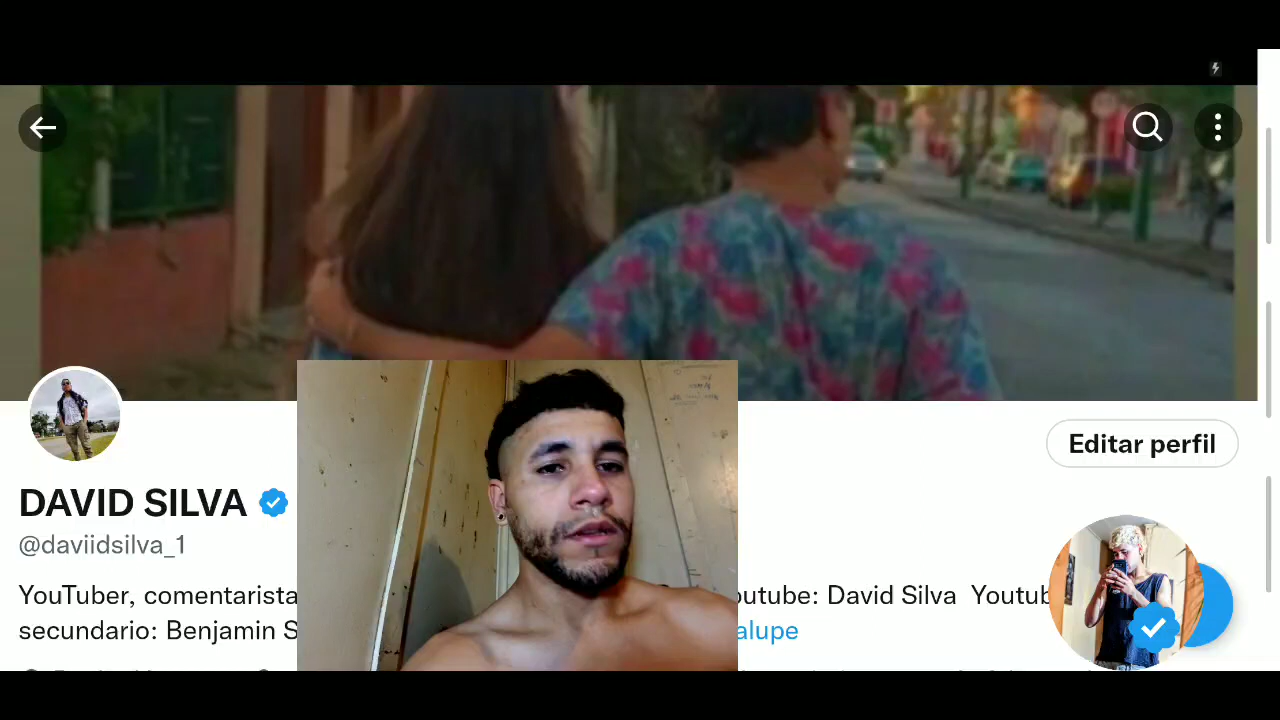 Editar perfil
DAVID SILVA
@daviidsilva_1
YouTuber, comentarista outube: David Silva Youtub
secundario: Benjamin S alupe